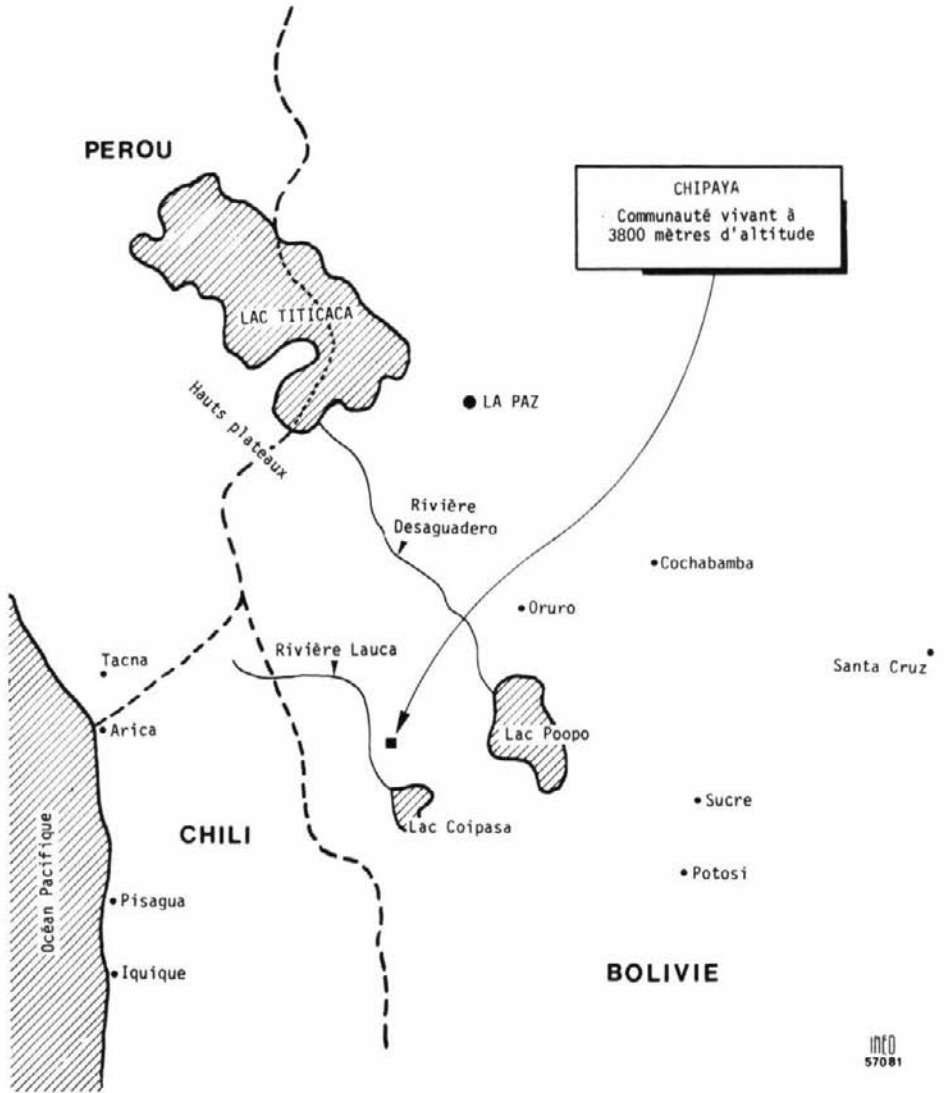 PEROU
CHIPAYA
Communauté vivant à
3800 mètres d'altitude
LAC TITICACA
Hauts plateaux
LA PAZ
Rivière
Desaguadero
Cochabamba
Oruro
Tacna
Rivière Lauca
Santa Cruz
Arica
Lac Poopo
Sucre
Lac Coipasa
CHILI
Potosi
Océan Pacifique
Pisagua
Iquique
BOLIVIE
INED
57081